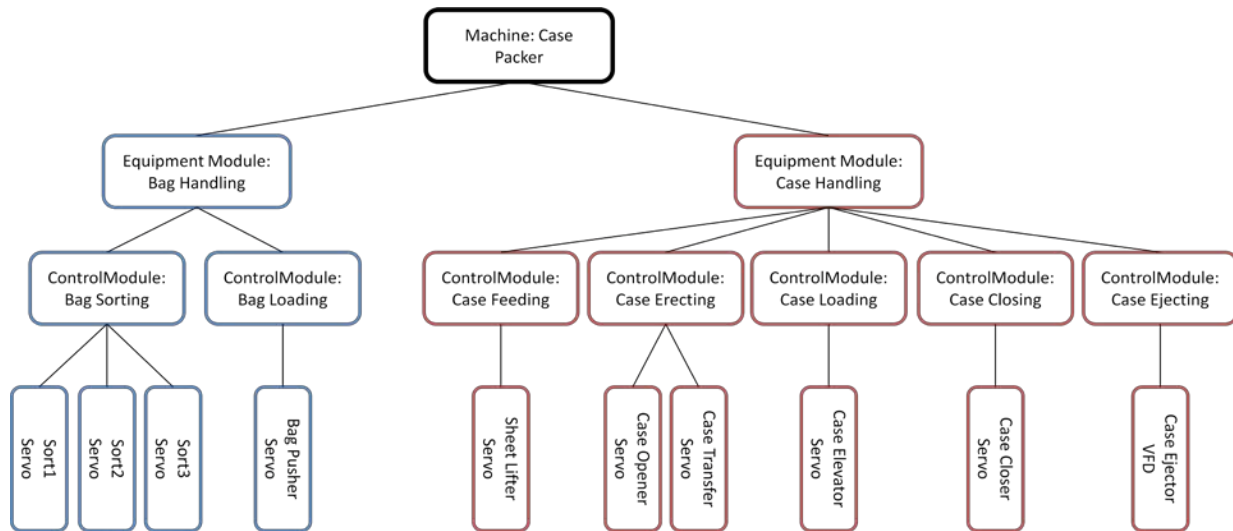 Machine: Case
Packer
Equipment Module:
Bag Handling
Equipment Module:
Case Handling
ControlModule:
Bag Sorting
ControlModule:
Bag Loading
ControlModule:
Case Feeding
ControlModule:
Case Erecting
ControlModule:
Case Loading
ControlModule:
Case Closing
ControlModule:
Case Ejecting
Sort1
Servo
Sort2
Servo
Sort3
Servo
Bag Pusher
Servo
Sheet Lifter
Servo
Case Opener
Servo
Case Transfer
Servo
Case Elevator
Servo
Case Closer
Servo
Case Ejector
VFD